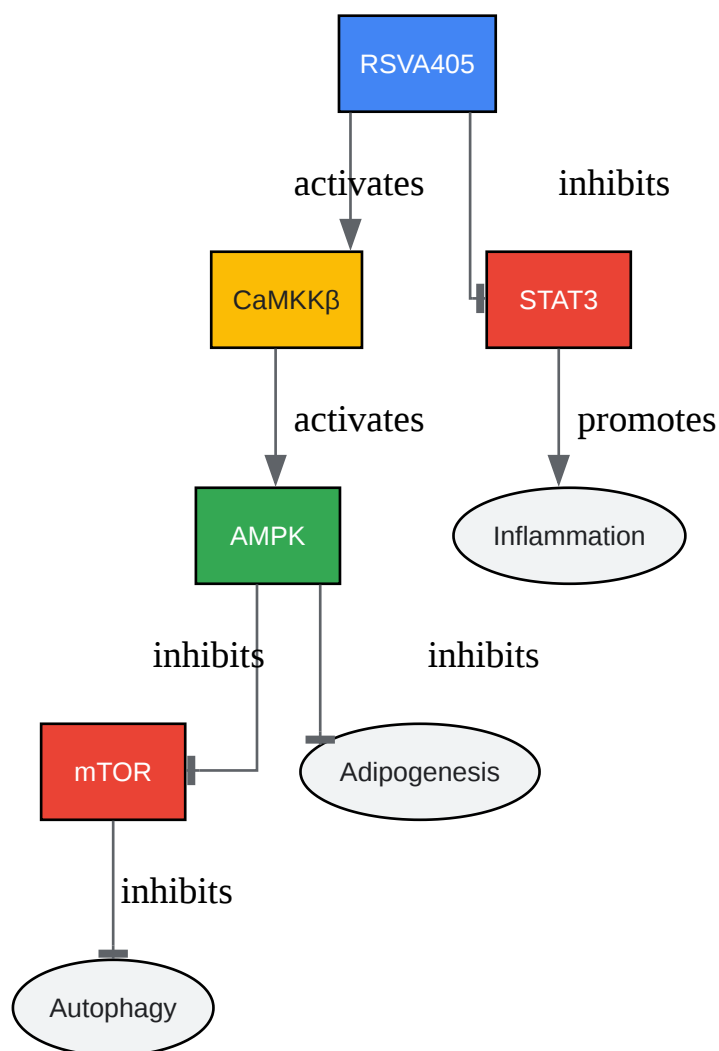 RSVA405
activates
inhibits
CaMKKβ
STAT3
activates
promotes
AMPK
Inflammation
inhibits
inhibits
mTOR
Adipogenesis
inhibits
Autophagy